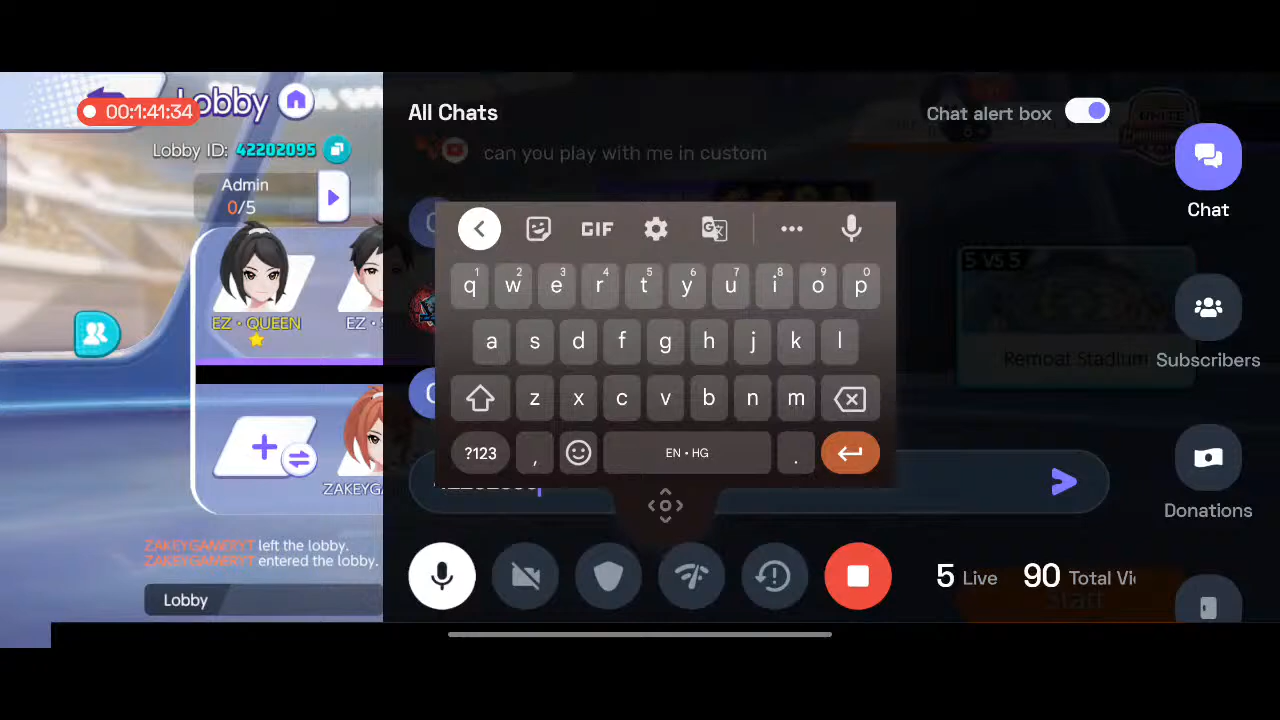 Lobby
00:1:41:34
Lobby ID: 42202095
Admin
0/5
EZ • QUEEN
EZ •
ZAKEYGA
ZAKEYGAMERYT left the lobby.
ZAKEYGAMERYT entered the lobby.
Lobby
All Chats
Chat alert box
can you play with me in custom
Chat
5 VS 5
Remoat Stadium
Subscribers
Donations
GIF
1 2 3 4 5 6 7 8 9 0
q w e r t y u i o p
a s d f g h j k l
z x c v b n m
?123 , EN • HG .
5 Live 90 Total Vi
Start